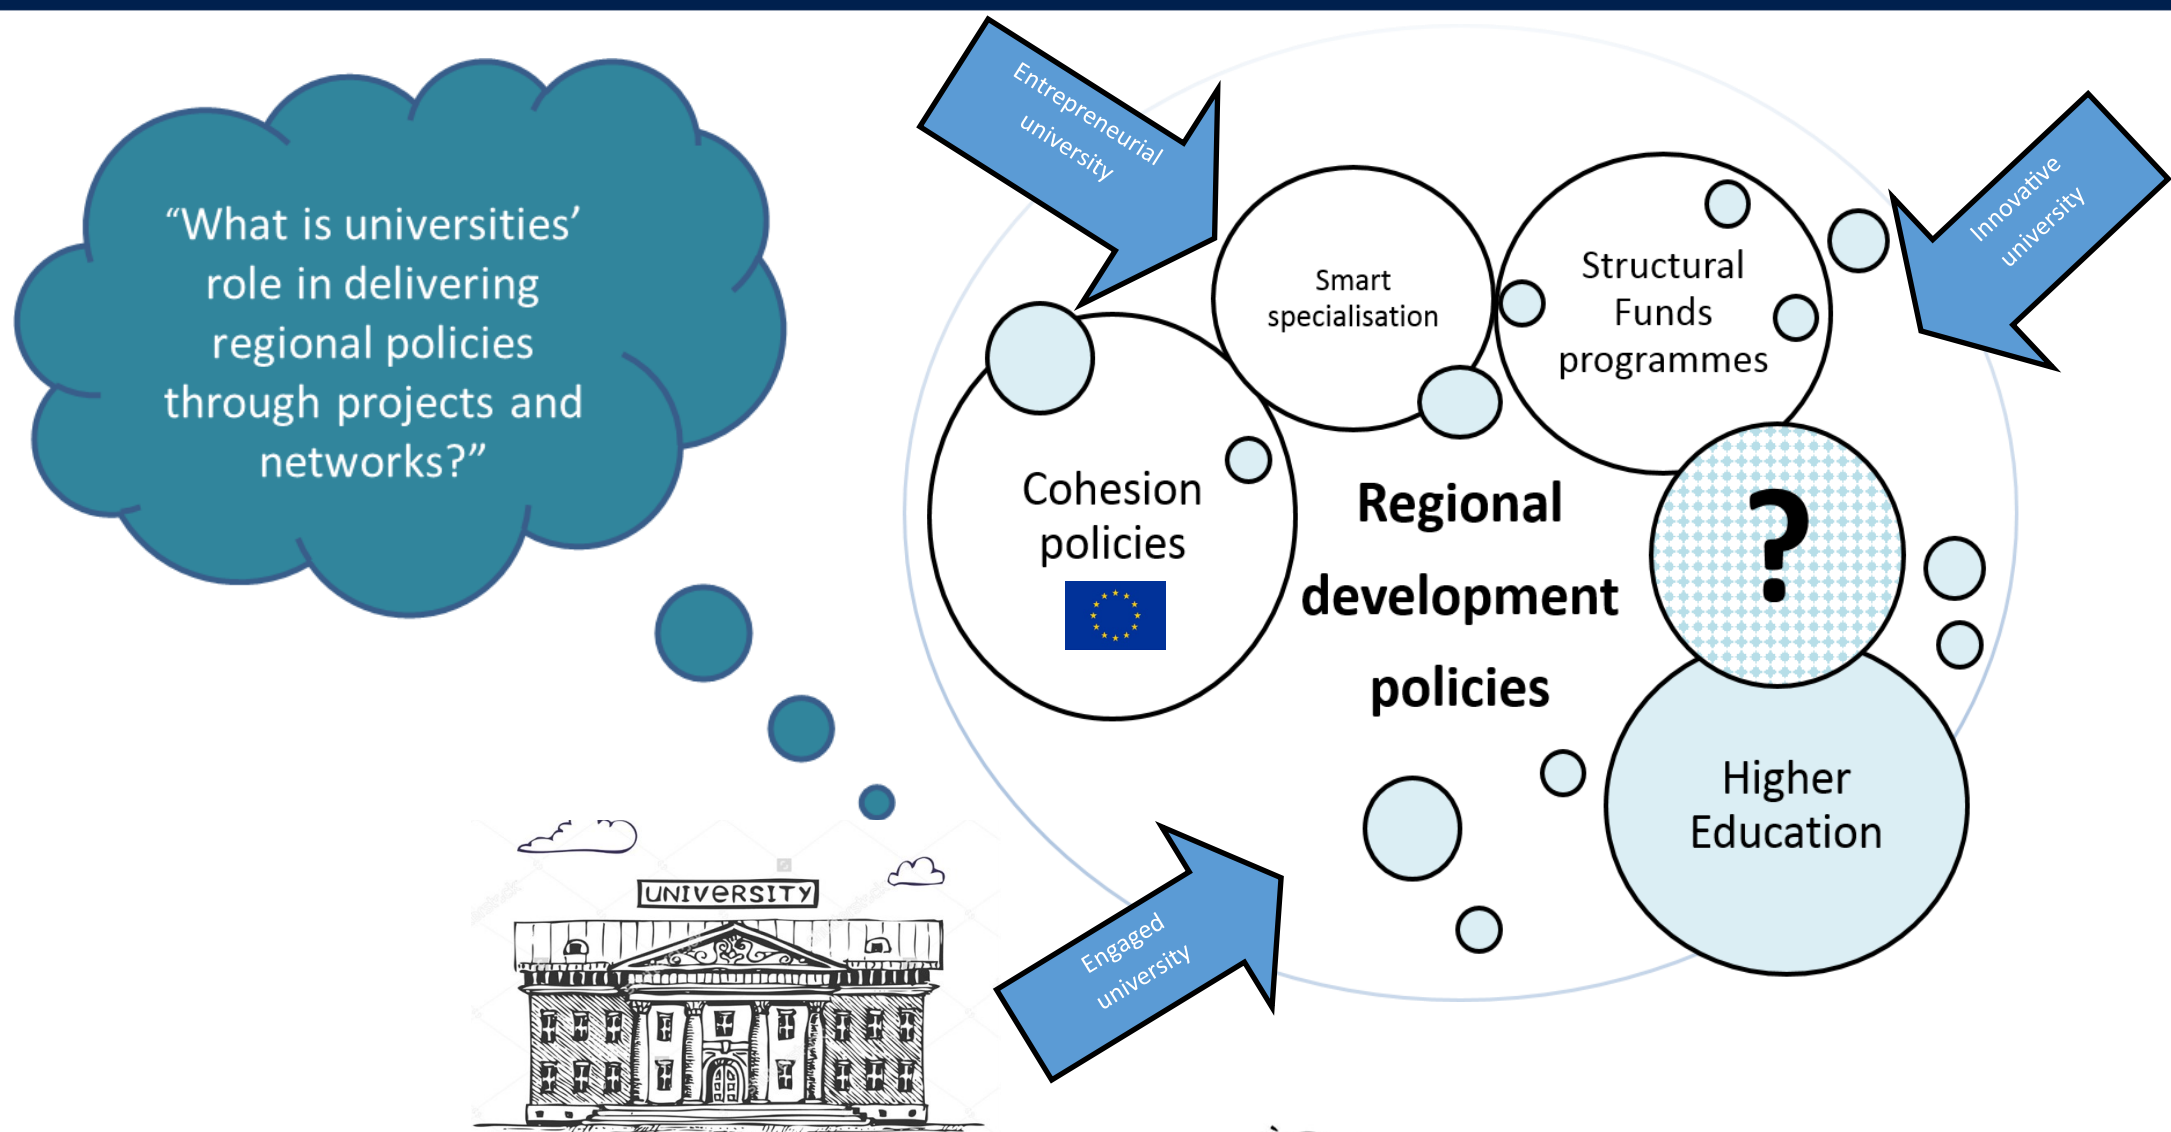 “What is universities’
role in delivering
regional policies
through projects and
networks?”
UNIVERSITY
Entrepreneurial
university
Innovative
university
Engaged
university
Smart
specialisation
Structural
Funds
programmes
Cohesion
policies
Regional
development
policies
?
Higher
Education